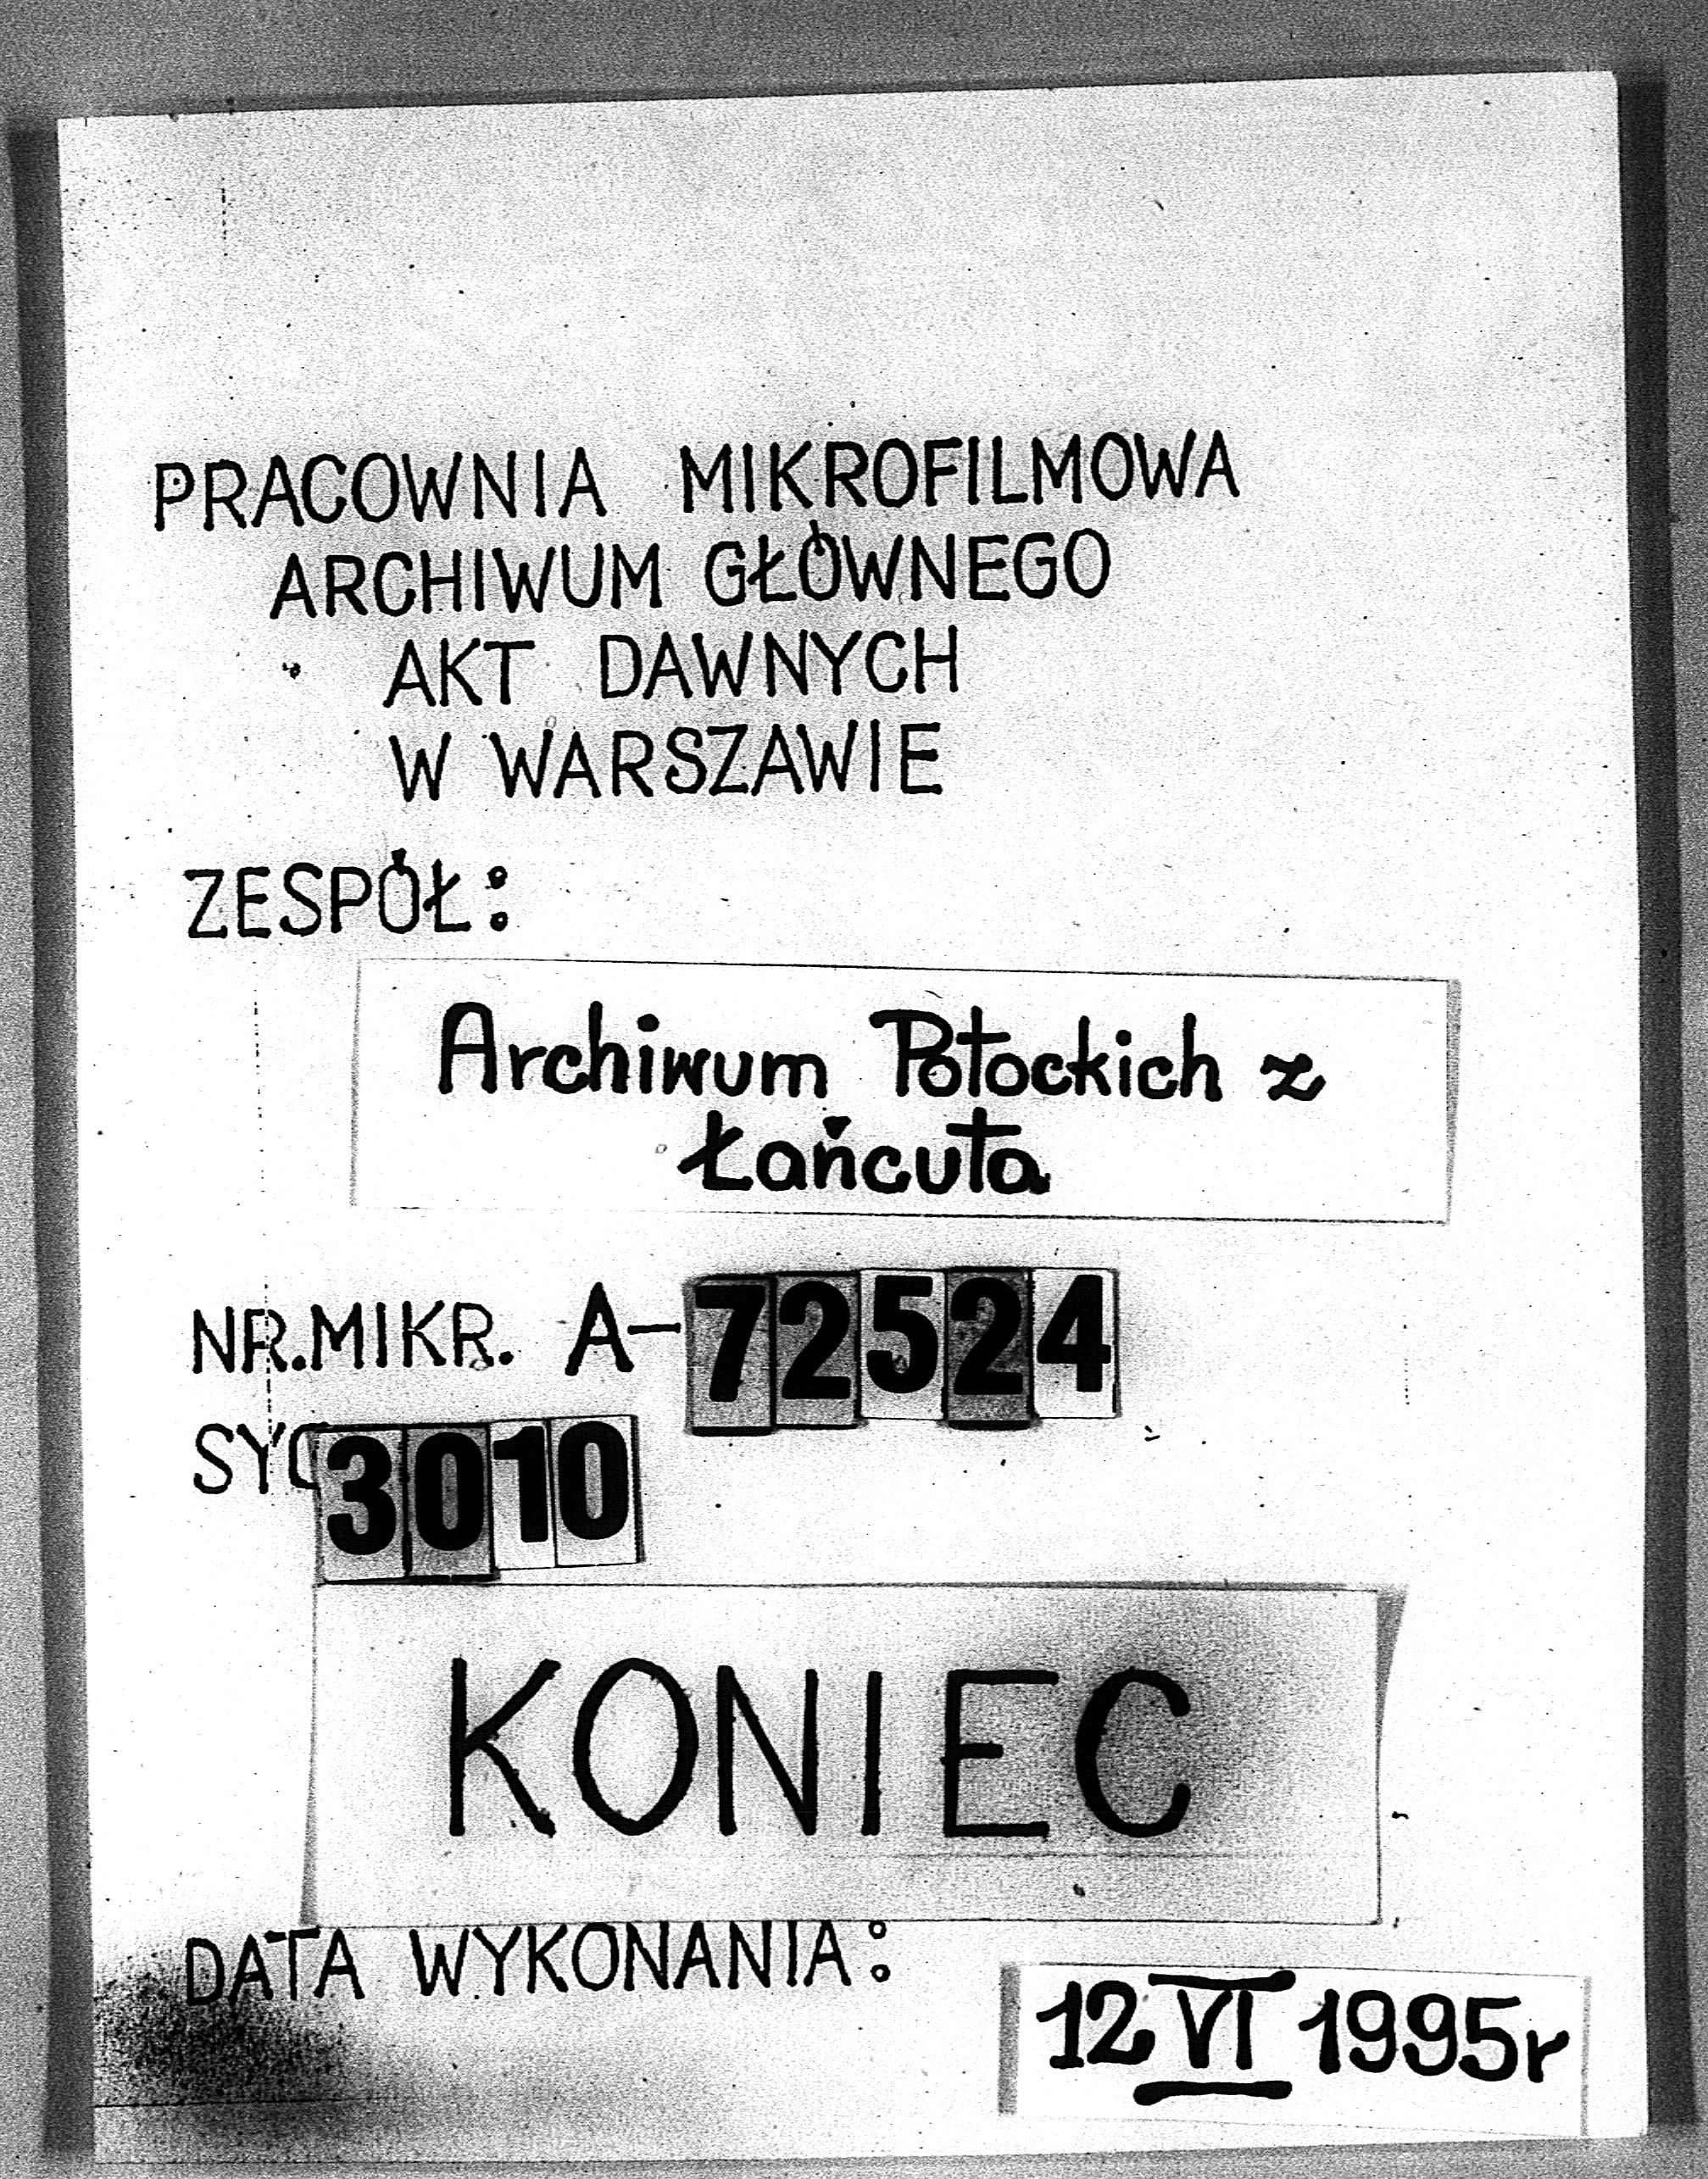 PRACOWNIA MIKROFILMOWA
ARCHIWUM GŁÓWNEGO
AKT DAWNYCH
W WARSZAWIE
ZESPÓŁ:
Archiwum Potockich z
Łańcuta
NR.MIKR. A-72524
SYG 3010
KONIEC
DATA WYKONANIA:
12 VI 1995r